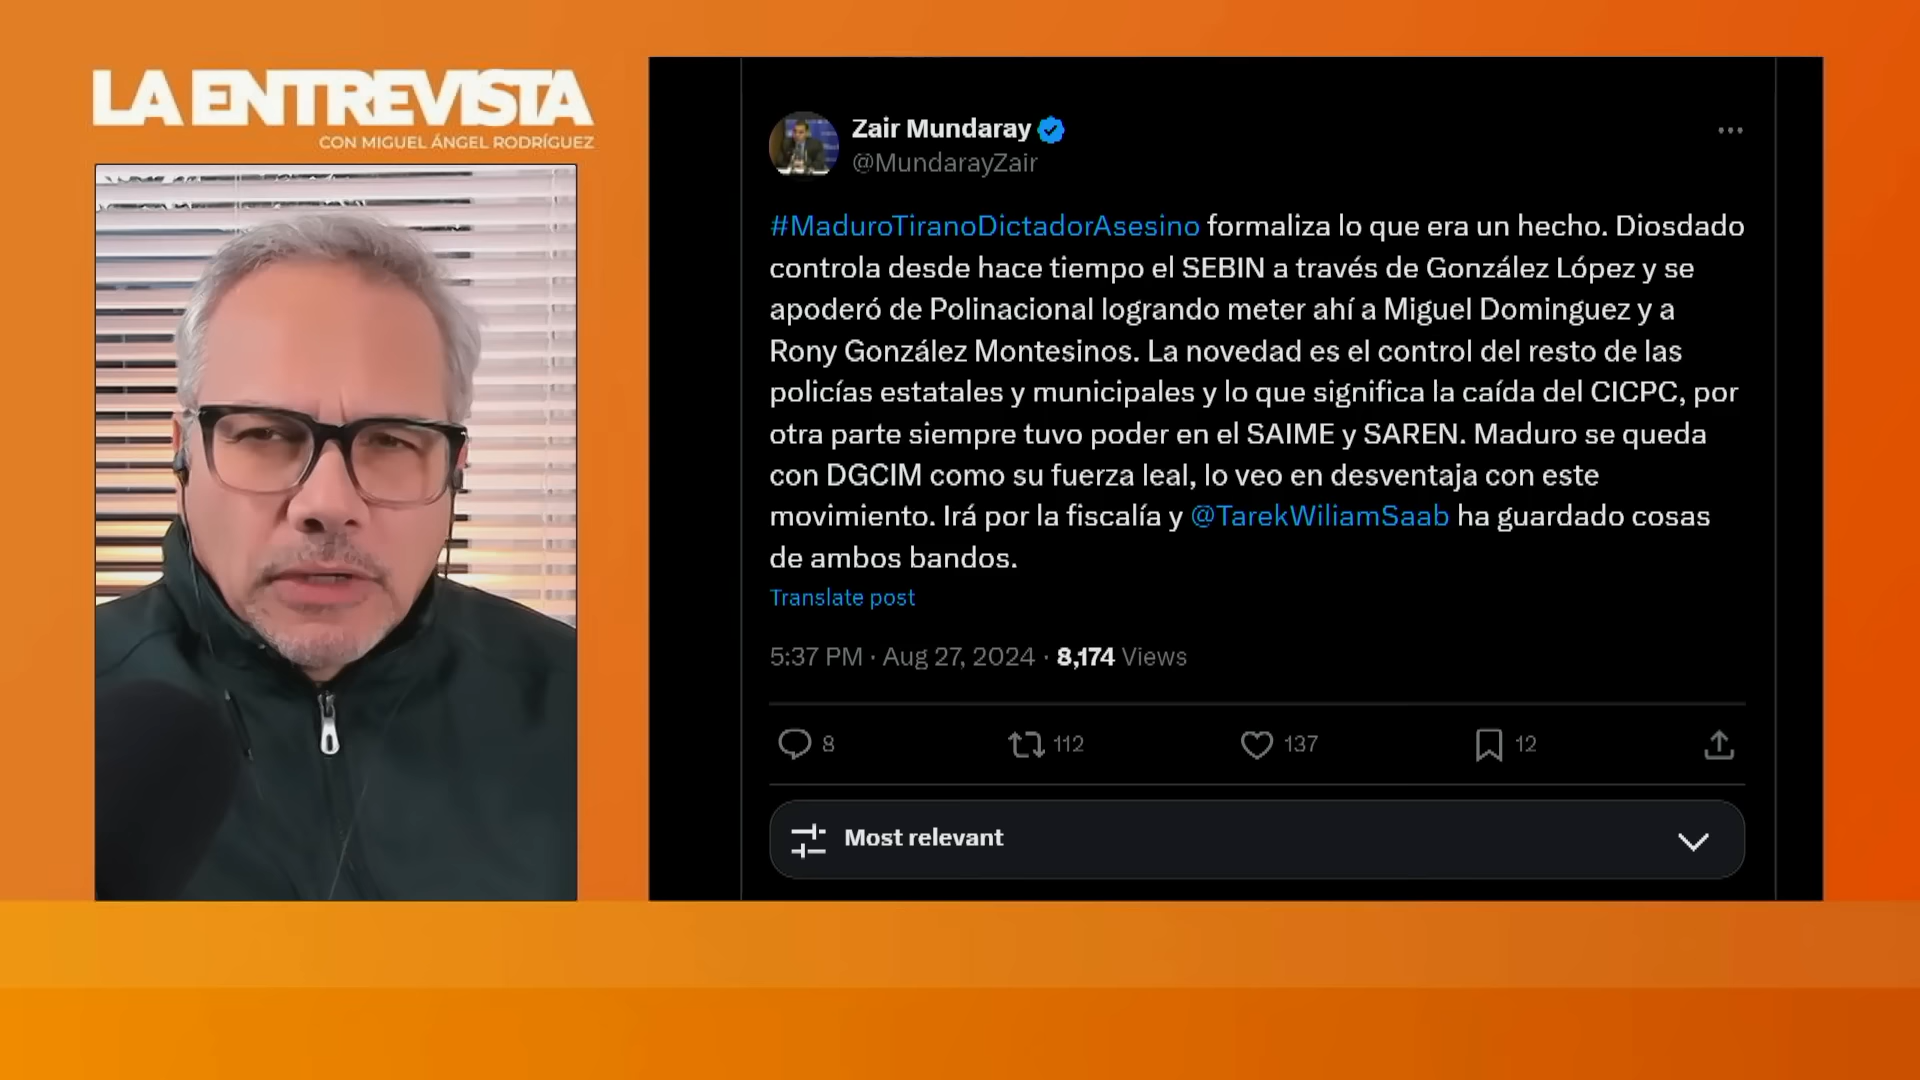 LA ENTREVISTA
CON MIGUEL ÁNGEL RODRÍGUEZ
Zair Mundaray
@MundarayZair
#MaduroTiranoDictadorAsesino formaliza lo que era un hecho. Diosdado
controla desde hace tiempo el SEBIN a través de González López y se
apoderó de Polinacional logrando meter ahí a Miguel Dominguez y a
Rony González Montesinos. La novedad es el control del resto de las
policías estatales y municipales y lo que significa la caída del CICPC, por
otra parte siempre tuvo poder en el SAIME y SAREN. Maduro se queda
con DGCIM como su fuerza leal, lo veo en desventaja con este
movimiento. Irá por la fiscalía y @TarekWiliamSaab ha guardado cosas
de ambos bandos.
Translate post
5:37 PM · Aug 27, 2024 · 8,174 Views
8 112 137 12
Most relevant